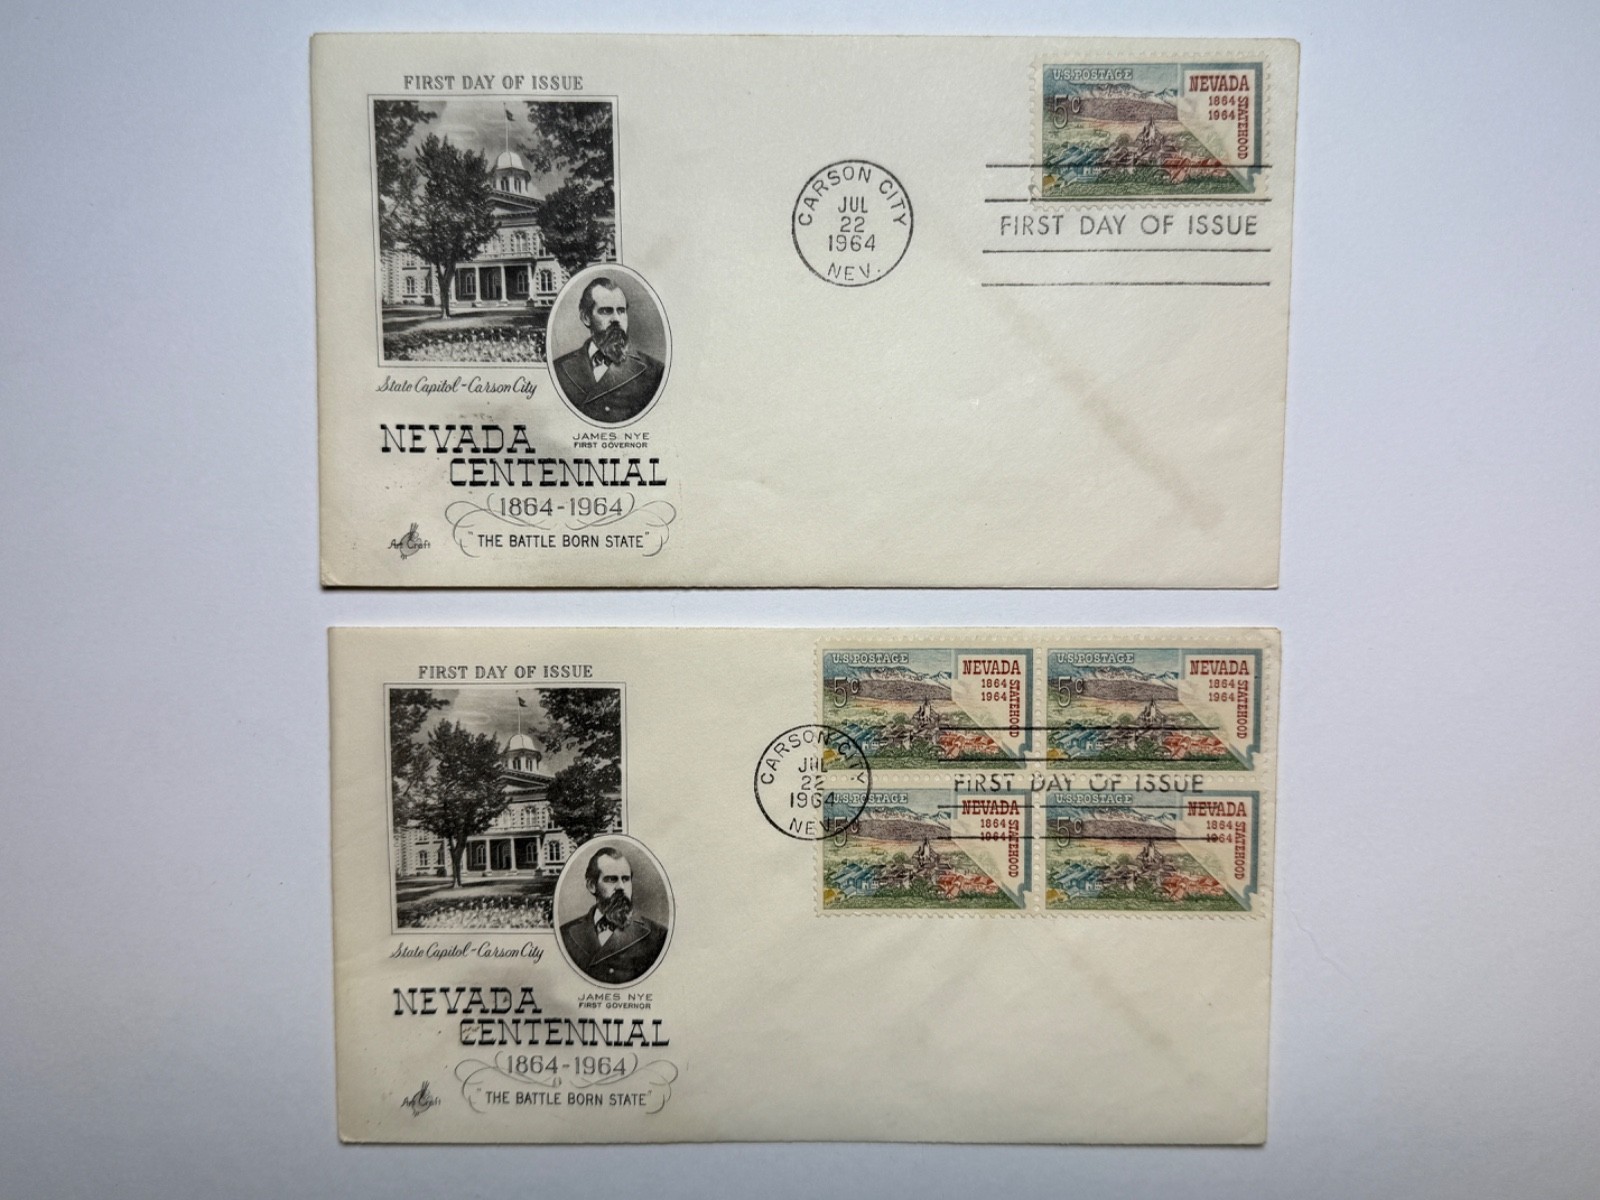 FIRST DAY OF ISSUE
U.S. POSTAGE
5c
NEVADA
1864
1964
STATEHOOD
CARSON CITY
JUL
22
1964
NEV.
FIRST DAY OF ISSUE
State Capitol - Carson City
JAMES NYE
FIRST GOVERNOR
NEVADA
CENTENNIAL
(1864-1964)
"THE BATTLE BORN STATE"
Art Craft
FIRST DAY OF ISSUE
U.S. POSTAGE
5c
NEVADA
1864
1964
STATEHOOD
U.S. POSTAGE
5c
NEVADA
1864
1964
STATEHOOD
CARSON CITY
JUL
22
1964
NEV.
FIRST DAY OF ISSUE
U.S. POSTAGE
5c
NEVADA
1864
1964
STATEHOOD
U.S. POSTAGE
5c
NEVADA
1864
1964
STATEHOOD
State Capitol - Carson City
JAMES NYE
FIRST GOVERNOR
NEVADA
CENTENNIAL
(1864-1964)
"THE BATTLE BORN STATE"
Art Craft